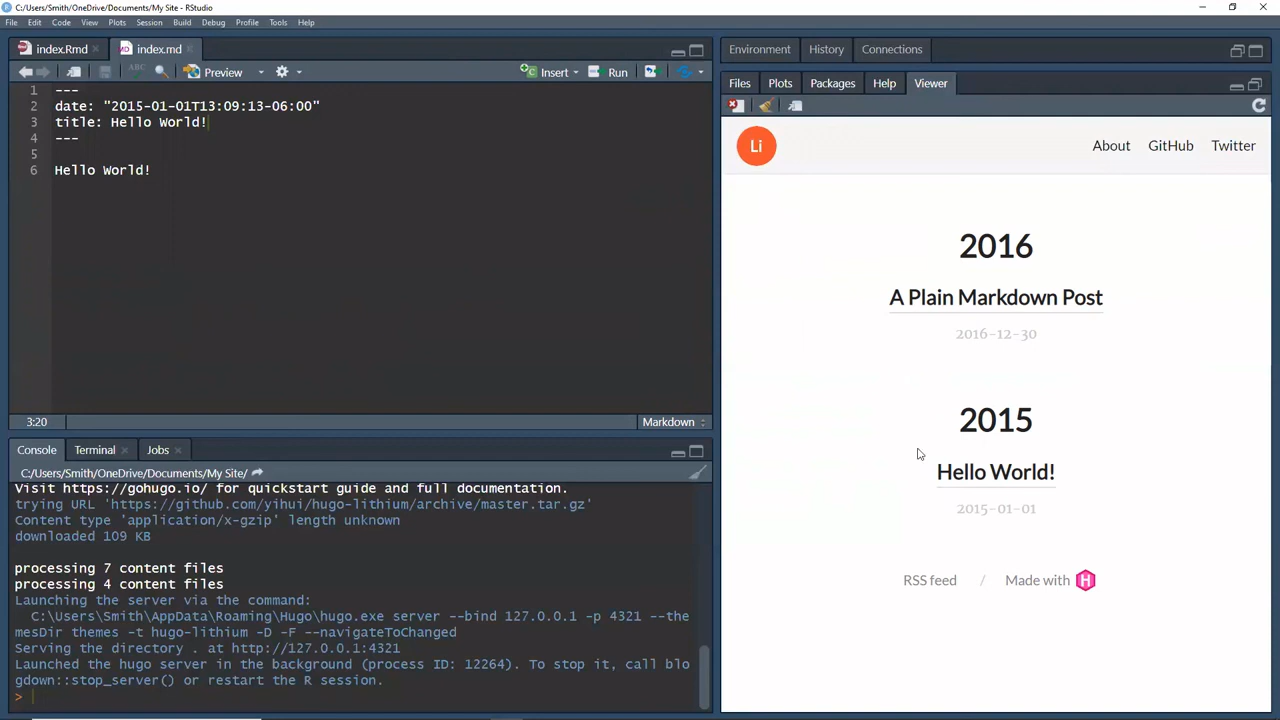 C:/Users/Smith/OneDrive/Documents/My Site - RStudio
File Edit Code View Plots Session Build Debug Profile Tools Help
index.Rmd index.md
Preview Insert Run
1 ---
2 date: "2015-01-01T13:09:13-06:00"
3 title: Hello World!
4 ---
5
6 Hello World!
3:20 Markdown
Console Terminal Jobs
C:/Users/Smith/OneDrive/Documents/My Site/
Visit https://gohugo.io/ for quickstart guide and full documentation.
trying URL 'https://github.com/yihui/hugo-lithium/archive/master.tar.gz'
Content type 'application/x-gzip' length unknown
downloaded 109 KB
processing 7 content files
processing 4 content files
Launching the server via the command:
C:\Users\Smith\AppData\Roaming\Hugo\hugo.exe server --bind 127.0.0.1 -p 4321 --the
mesDir themes -t hugo-lithium -D -F --navigateToChanged
Serving the directory . at http://127.0.0.1:4321
Launched the hugo server in the background (process ID: 12264). To stop it, call blo
gdown::stop_server() or restart the R session.
>
Environment History Connections
Files Plots Packages Help Viewer
Li About GitHub Twitter
2016
A Plain Markdown Post
2016-12-30
2015
Hello World!
2015-01-01
RSS feed / Made with H